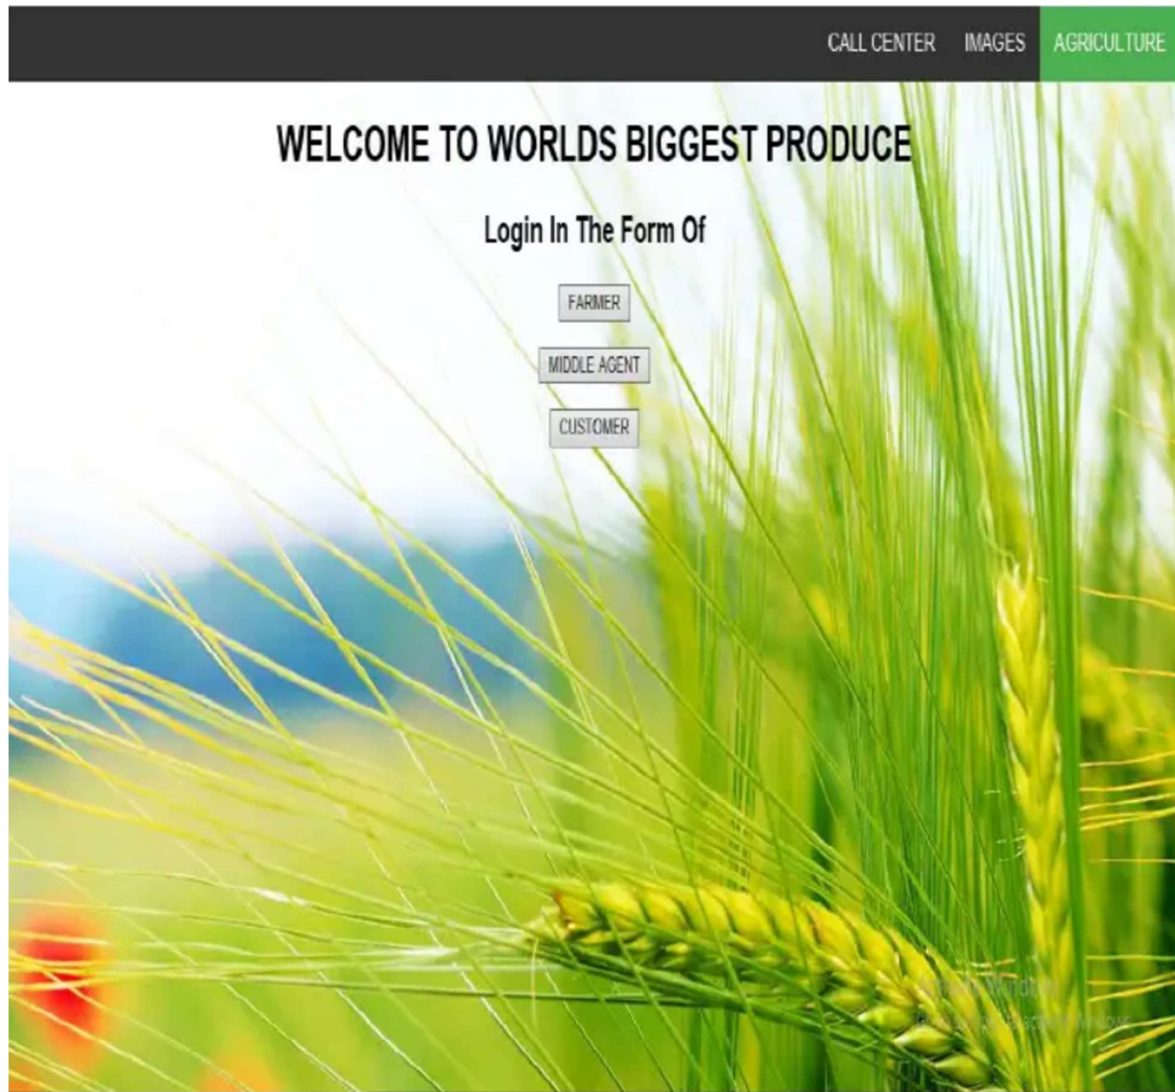 CALL CENTER IMAGES AGRICULTURE
WELCOME TO WORLDS BIGGEST PRODUCE
Login In The Form Of
FARMER
MIDDLE AGENT
CUSTOMER